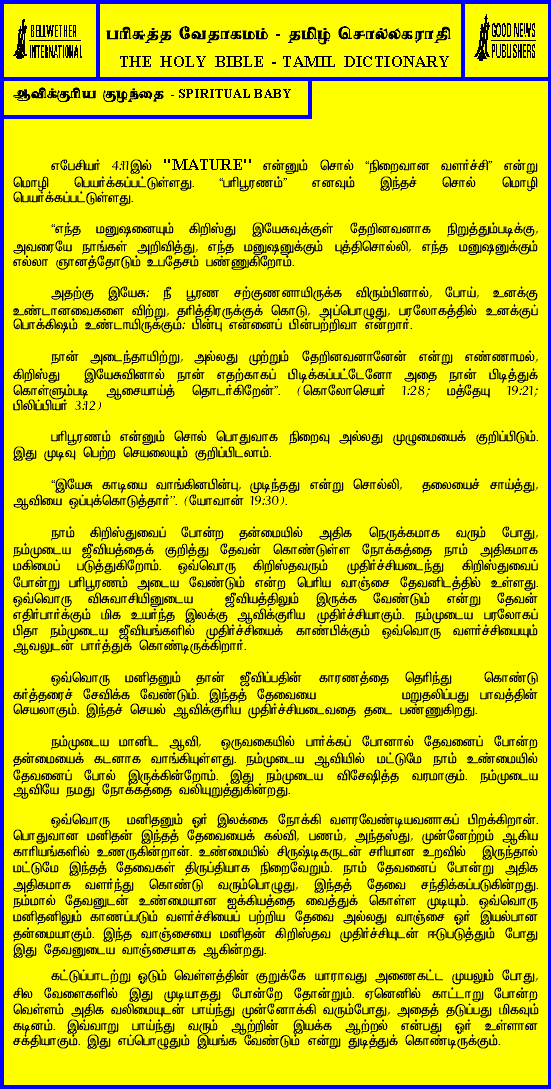 BELLWETHER
INTERNATIONAL
பரிசுத்த வேதாகமம் - தமிழ் சொல்லகராதி
THE HOLY BIBLE - TAMIL DICTIONARY
GOOD NEWS
PUBLISHERS
ஆவிக்குரிய குழந்தை - SPIRITUAL BABY
எபேசியர் 4:11இல் "MATURE" என்னும் சொல் “நிறைவான வளர்ச்சி” என்று
மொழி பெயர்க்கப்பட்டுள்ளது. “பரிபூரணம்” எனவும் இந்தச் சொல் மொழி
பெயர்க்கப்பட்டுள்ளது.
“எந்த மனுஷனையும் கிறிஸ்து இயேசுவுக்குள் தேறினவனாக நிறுத்தும்படிக்கு,
அவரையே நாங்கள் அறிவித்து, எந்த மனுஷனுக்கும் புத்திசொல்லி, எந்த மனுஷனுக்கும்
எல்லா ஞானத்தோடும் உபதேசம் பண்ணுகிறோம்.
அதற்கு இயேசு: நீ பூரண சற்குணனாயிருக்க விரும்பினால், போய், உனக்கு
உண்டானவைகளை விற்று, தரித்திரருக்குக் கொடு, அப்பொழுது, பரலோகத்தில் உனக்குப்
பொக்கிஷம் உண்டாயிருக்கும்: பின்பு என்னைப் பின்பற்றிவா என்றார்.
நான் அடைந்தாயிற்று, அல்லது முற்றும் தேறினவனானேன் என்று எண்ணாமல்,
கிறிஸ்து இயேசுவினால் நான் எதற்காகப் பிடிக்கப்பட்டேனோ அதை நான் பிடித்துக்
கொள்ளும்படி ஆசையாய்த் தொடர்கிறேன்”. (கொலோசெயர் 1:28; மத்தேயு 19:21;
பிலிப்பியர் 3:12)
பரிபூரணம் என்னும் சொல் பொதுவாக நிறைவு அல்லது முழுமையைக் குறிப்பிடும்.
இது முடிவு பெற்ற செயலையும் குறிப்பிடலாம்.
“இயேசு காடியை வாங்கினபின்பு, முடிந்தது என்று சொல்லி, தலையைச் சாய்த்து,
ஆவியை ஒப்புக்கொடுத்தார்”. (யோவான் 19:30).
நாம் கிறிஸ்துவைப் போன்ற தன்மையில் அதிக நெருக்கமாக வரும் போது,
நம்முடைய ஜீவியத்தைக் குறித்து தேவன் கொண்டுள்ள நோக்கத்தை நாம் அதிகமாக
மகிமைப் படுத்துகிறோம். ஒவ்வொரு கிறிஸ்தவரும் முதிர்ச்சியடைந்து கிறிஸ்துவைப்
போன்று பரிபூரணம் அடைய வேண்டும் என்ற பெரிய வாஞ்சை தேவனிடத்தில் உள்ளது.
ஒவ்வொரு விசுவாசியினுடைய ஜீவியத்திலும் இருக்க வேண்டும் என்று தேவன்
எதிர்பார்க்கும் மிக உயர்ந்த இலக்கு ஆவிக்குரிய முதிர்ச்சியாகும். நம்முடைய பரலோகப்
பிதா நம்முடைய ஜீவியங்களில் முதிர்ச்சியைக் காண்பிக்கும் ஒவ்வொரு வளர்ச்சியையும்
ஆவலுடன் பார்த்துக் கொண்டிருக்கிறார்.
ஒவ்வொரு மனிதனும் தான் ஜீவிப்பதின் காரணத்தை தெரிந்து கொண்டு
கர்த்தரைச் சேவிக்க வேண்டும். இந்தத் தேவையை மறுதலிப்பது பாவத்தின்
செயலாகும். இந்தச் செயல் ஆவிக்குரிய முதிர்ச்சியடைவதை தடை பண்ணுகிறது.
நம்முடைய மானிட ஆவி, ஒருவகையில் பார்க்கப் போனால் தேவனைப் போன்ற
தன்மையைக் கடனாக வாங்கியுள்ளது. நம்முடைய ஆவியில் மட்டுமே நாம் உண்மையில்
தேவனைப் போல் இருக்கின்றோம். இது நம்முடைய விசேஷித்த வரமாகும். நம்முடைய
ஆவியே நமது நோக்கத்தை வலியுறுத்துகின்றது.
ஒவ்வொரு மனிதனும் ஓர் இலக்கை நோக்கி வளரவேண்டியவனாகப் பிறக்கிறான்.
பொதுவான மனிதன் இந்தத் தேவையைக் கல்வி, பணம், அந்தஸ்து, முன்னேற்றம் ஆகிய
காரியங்களில் உணருகின்றான். உண்மையில் சிருஷ்டிகருடன் சரியான உறவில் இருந்தால்
மட்டுமே இந்தத் தேவைகள் திருப்தியாக நிறைவேறும். நாம் தேவனைப் போன்று அதிக
அதிகமாக வளர்ந்து கொண்டு வரும்பொழுது, இந்தத் தேவை சந்திக்கப்படுகின்றது.
நம்மால் தேவனுடன் உண்மையான ஐக்கியத்தை வைத்துக் கொள்ள முடியும். ஒவ்வொரு
மனிதனிலும் காணப்படும் வளர்ச்சியைப் பற்றிய தேவை அல்லது வாஞ்சை ஓர் இயல்பான
தன்மையாகும். இந்த வாஞ்சையை மனிதன் கிறிஸ்தவ முதிர்ச்சியுடன் ஈடுபடுத்தும் போது
இது தேவனுடைய வாஞ்சையாக ஆகின்றது.
கட்டுப்பாடற்று ஓடும் வெள்ளத்தின் குறுக்கே யாராவது அணைகட்ட முயலும் போது,
சில வேளைகளில் இது முடியாதது போன்றே தோன்றும். ஏனெனில் காட்டாறு போன்ற
வெள்ளம் அதிக வலிமையுடன் பாய்ந்து முன்னோக்கி வரும்போது, அதைத் தடுப்பது மிகவும்
கடினம். இவ்வாறு பாய்ந்து வரும் ஆற்றின் இயக்க ஆற்றல் என்பது ஓர் உள்ளான
சக்தியாகும். இது எப்பொழுதும் இயங்க வேண்டும் என்று துடித்துக் கொண்டிருக்கும்.